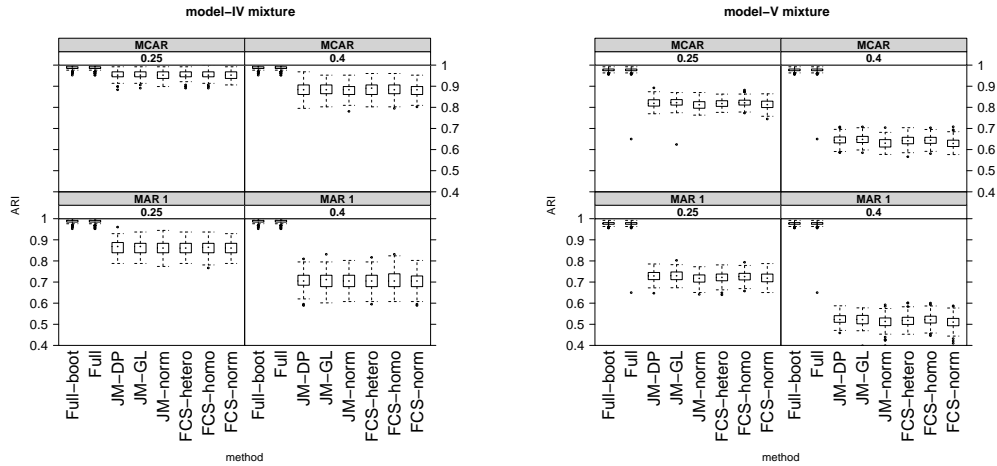 model−IV mixture
MCAR
MCAR
0.25
0.4
1
0.9
0.8
0.7
0.6
0.5
0.4
MAR 1
MAR 1
0.25
0.4
1
0.9
0.8
0.7
0.6
0.5
0.4
ARI
Full−boot
Full
JM−DP
JM−GL
JM−norm
FCS−hetero
FCS−homo
FCS−norm
Full−boot
Full
JM−DP
JM−GL
JM−norm
FCS−hetero
FCS−homo
FCS−norm
method
model−V mixture
MCAR
MCAR
0.25
0.4
1
0.9
0.8
0.7
0.6
0.5
0.4
MAR 1
MAR 1
0.25
0.4
1
0.9
0.8
0.7
0.6
0.5
0.4
ARI
Full−boot
Full
JM−DP
JM−GL
JM−norm
FCS−hetero
FCS−homo
FCS−norm
Full−boot
Full
JM−DP
JM−GL
JM−norm
FCS−hetero
FCS−homo
FCS−norm
method